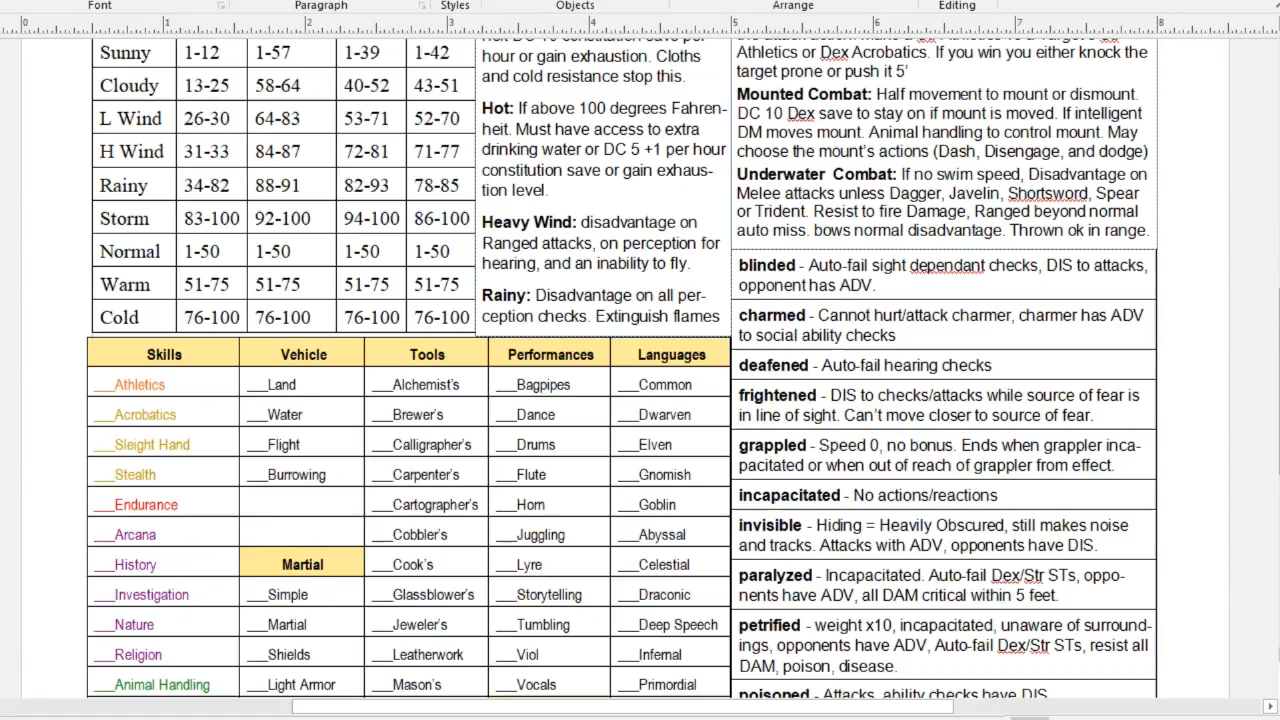 Font Paragraph Styles Objects Arrange Editing
0 1 2 3 4 5 6 7 8
Sunny 1-12 1-57 1-39 1-42
Cloudy 13-25 58-64 40-52 43-51
L Wind 26-30 64-83 53-71 52-70
H Wind 31-33 84-87 72-81 71-77
Rainy 34-82 88-91 82-93 78-85
Storm 83-100 92-100 94-100 86-100
Normal 1-50 1-50 1-50 1-50
Warm 51-75 51-75 51-75 51-75
Cold 76-100 76-100 76-100 76-100
hour or gain exhaustion. Cloths
and cold resistance stop this.
Hot: If above 100 degrees Fahren-
heit. Must have access to extra
drinking water or DC 5 +1 per hour
constitution save or gain exhaus-
tion level.
Heavy Wind: disadvantage on
Ranged attacks, on perception for
hearing, and an inability to fly.
Rainy: Disadvantage on all per-
ception checks. Extinguish flames
Athletics or Dex Acrobatics. If you win you either knock the
target prone or push it 5'
Mounted Combat: Half movement to mount or dismount.
DC 10 Dex save to stay on if mount is moved. If intelligent
DM moves mount. Animal handling to control mount. May
choose the mount's actions (Dash, Disengage, and dodge)
Underwater Combat: If no swim speed, Disadvantage on
Melee attacks unless Dagger, Javelin, Shortsword, Spear
or Trident. Resist to fire Damage, Ranged beyond normal
auto miss. bows normal disadvantage. Thrown ok in range.
Skills Vehicle Tools Performances Languages
___Athletics ___Land ___Alchemist's ___Bagpipes ___Common
___Acrobatics ___Water ___Brewer's ___Dance ___Dwarven
___Sleight Hand ___Flight ___Calligrapher's ___Drums ___Elven
___Stealth ___Burrowing ___Carpenter's ___Flute ___Gnomish
___Endurance ___Cartographer's ___Horn ___Goblin
___Arcana ___Cobbler's ___Juggling ___Abyssal
___History Martial ___Cook's ___Lyre ___Celestial
___Investigation ___Simple ___Glassblower's ___Storytelling ___Draconic
___Nature ___Martial ___Jeweler's ___Tumbling ___Deep Speech
___Religion ___Shields ___Leatherwork ___Viol ___Infernal
___Animal Handling ___Light Armor ___Mason's ___Vocals ___Primordial
blinded - Auto-fail sight dependant checks, DIS to attacks,
opponent has ADV.
charmed - Cannot hurt/attack charmer, charmer has ADV
to social ability checks
deafened - Auto-fail hearing checks
frightened - DIS to checks/attacks while source of fear is
in line of sight. Can't move closer to source of fear.
grappled - Speed 0, no bonus. Ends when grappler inca-
pacitated or when out of reach of grappler from effect.
incapacitated - No actions/reactions
invisible - Hiding = Heavily Obscured, still makes noise
and tracks. Attacks with ADV, opponents have DIS.
paralyzed - Incapacitated. Auto-fail Dex/Str STs, oppo-
nents have ADV, all DAM critical within 5 feet.
petrified - weight x10, incapacitated, unaware of surround-
ings, opponents have ADV, Auto-fail Dex/Str STs, resist all
DAM, poison, disease.
poisoned - Attacks, ability checks have DIS